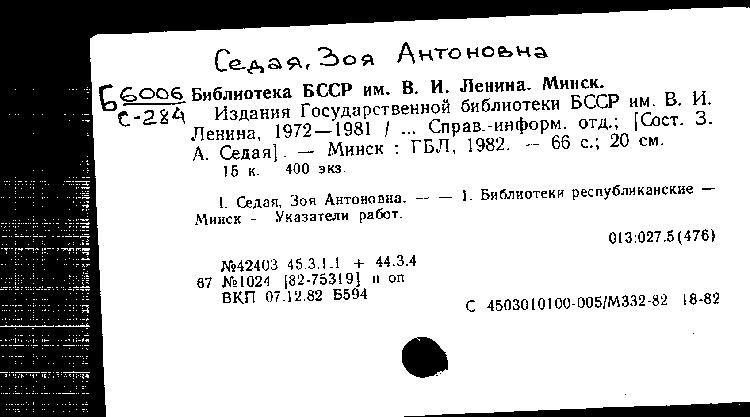 Седая, Зоя Антоновна
Б 6006 Библиотека БССР им. В. И. Ленина. Минск.
С-284 Издания Государственной библиотеки БССР им. В. И.
Ленина, 1972—1981 / ... Справ.-информ. отд.; [Сост. З.
А. Седая]. — Минск : ГБЛ, 1982. — 66 с.; 20 см.
15 к. 400 экз.
1. Седая, Зоя Антоновна. — — 1. Библиотеки республиканские —
Минск - Указатели работ.
013:027.5(476)
№42403 45.3.1.1 + 44.3.4
67 №1024 [82-75319] п оп
ВКП 07.12.82 Б594
С 4503010100-005/М332-82 18-82